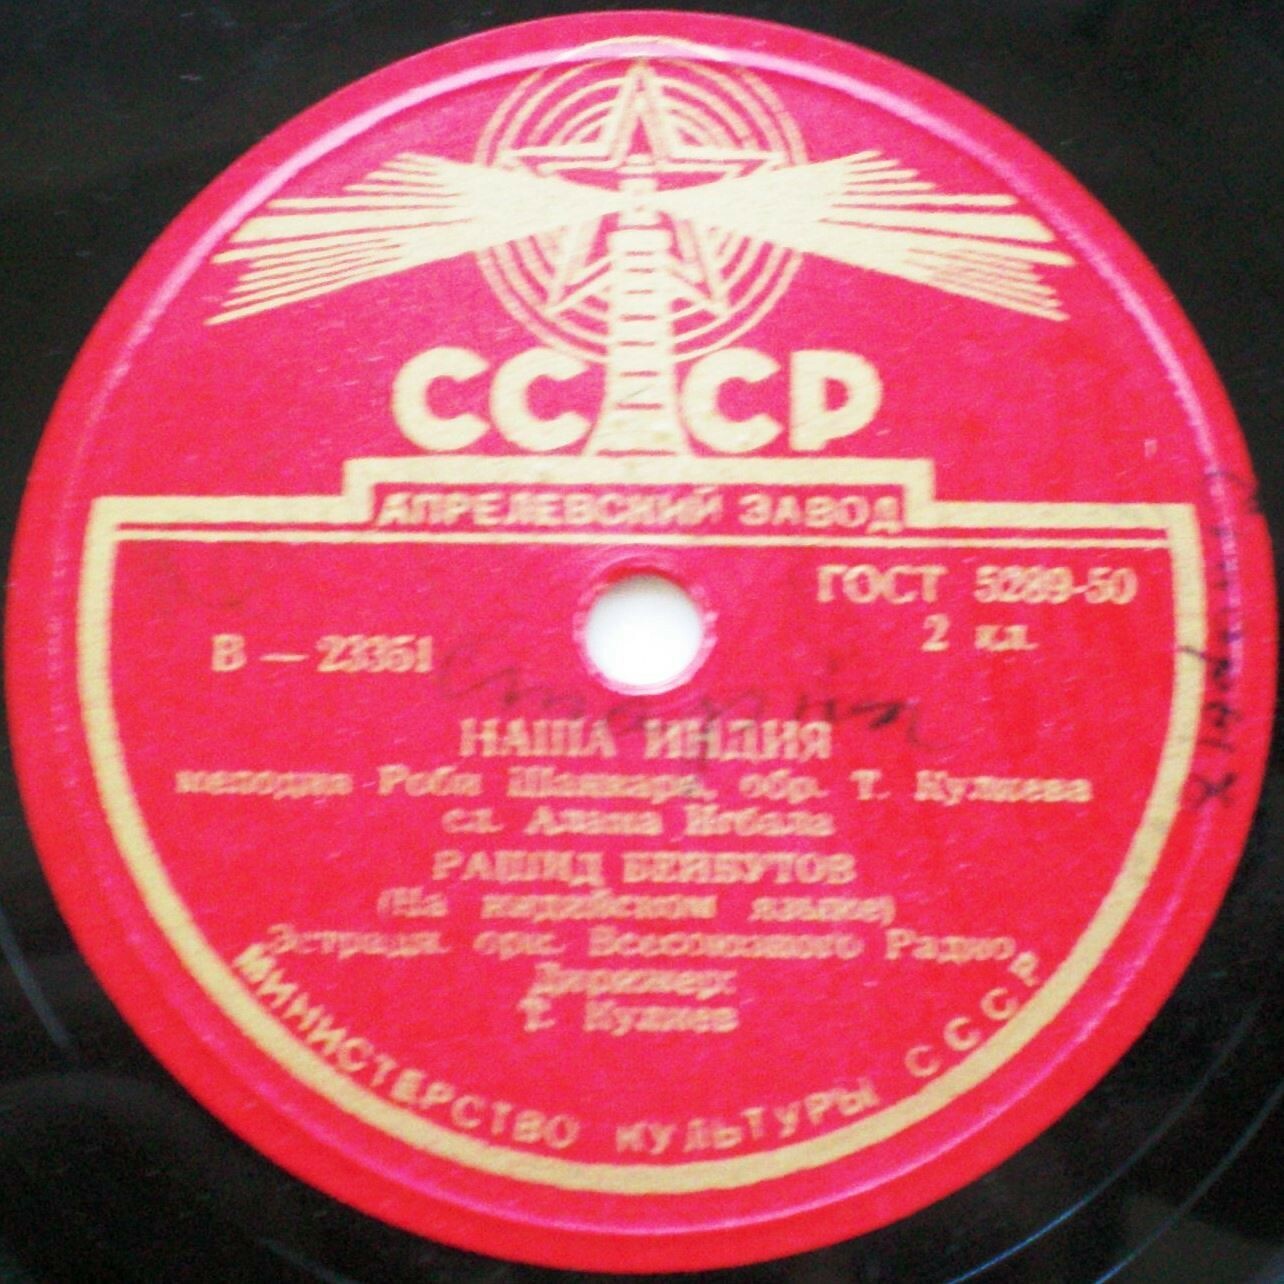 СССР
АПРЕЛЕВСКИЙ ЗАВОД
ГОСТ 5289-50
2 кл.
В — 23351
НАША ИНДИЯ
мелодия Роби Шанкара, обр. Т. Кулиева
сл. Алама Игбала
РАШИД БЕЙБУТОВ
(На индийском языке)
Эстрадн. орк. Всесоюзного Радио
Дирижер:
Т. Кулиев
МИНИСТЕРСТВО КУЛЬТУРЫ СССР